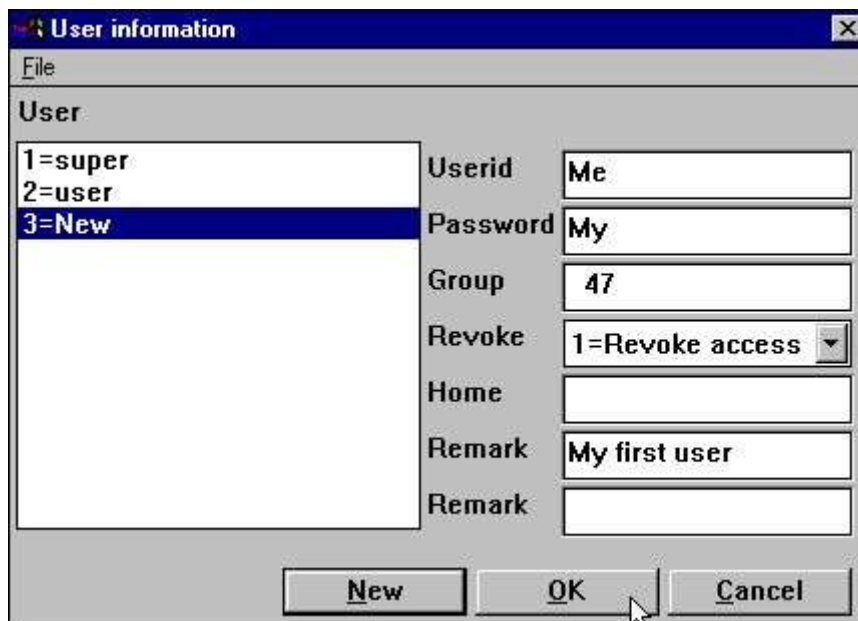 User information
File
User
1=super
2=user
3=New
Userid Me
Password My
Group 47
Revoke 1=Revoke access
Home
Remark My first user
Remark
New OK Cancel